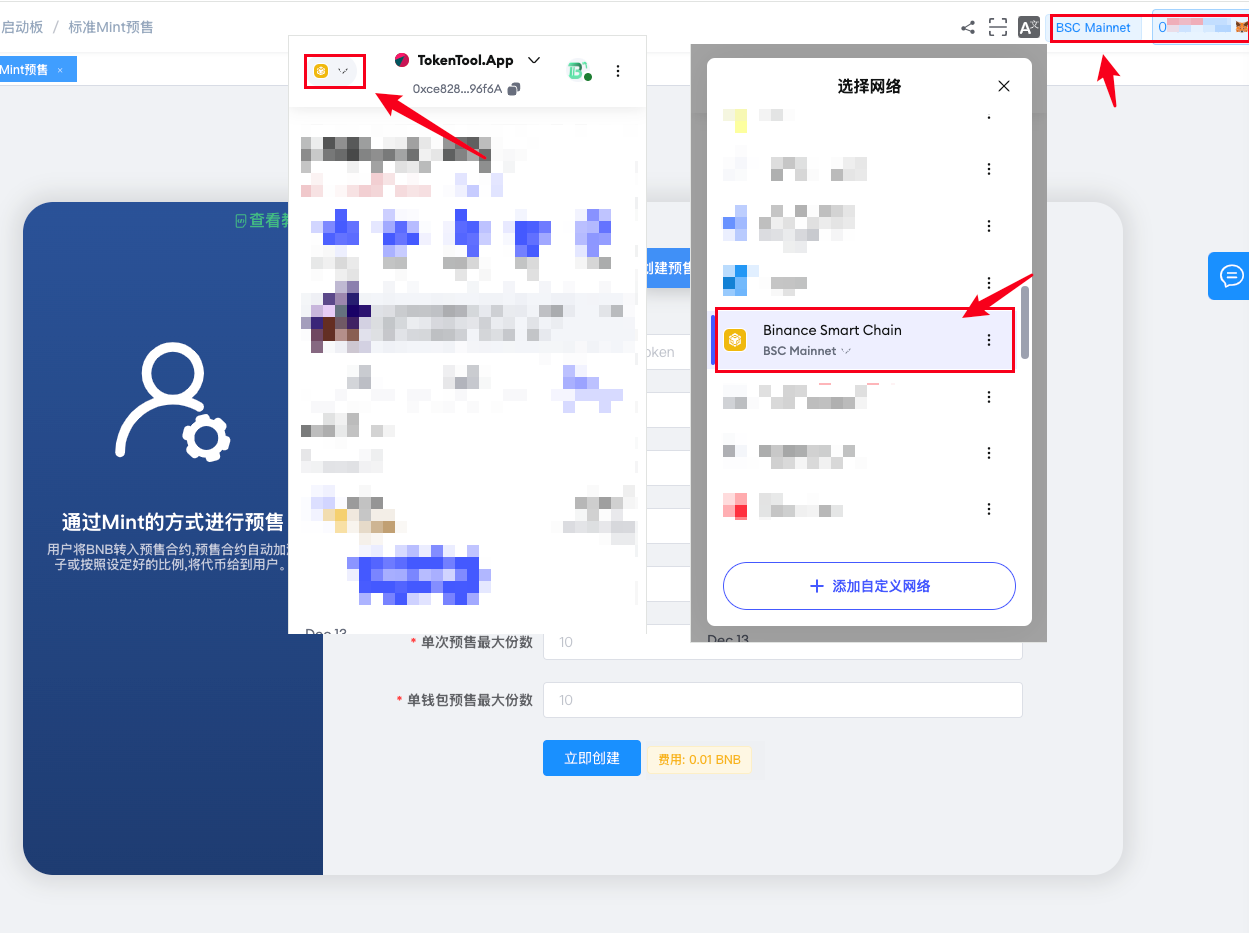 启动板 / 标准Mint预售
A文
BSC Mainnet
0
Mint预售 ×
TokenTool.App
0xce828...96f6A
选择网络
查看
创建预售
oken
Binance Smart Chain
BSC Mainnet
通过Mint的方式进行预售
用户将BNB转入预售合约,预售合约自动加
子或按照设定好的比例,将代币给到用户。
+ 添加自定义网络
Dec 13
Dec 13
* 单次预售最大份数
10
* 单钱包预售最大份数
10
立即创建
费用: 0.01 BNB